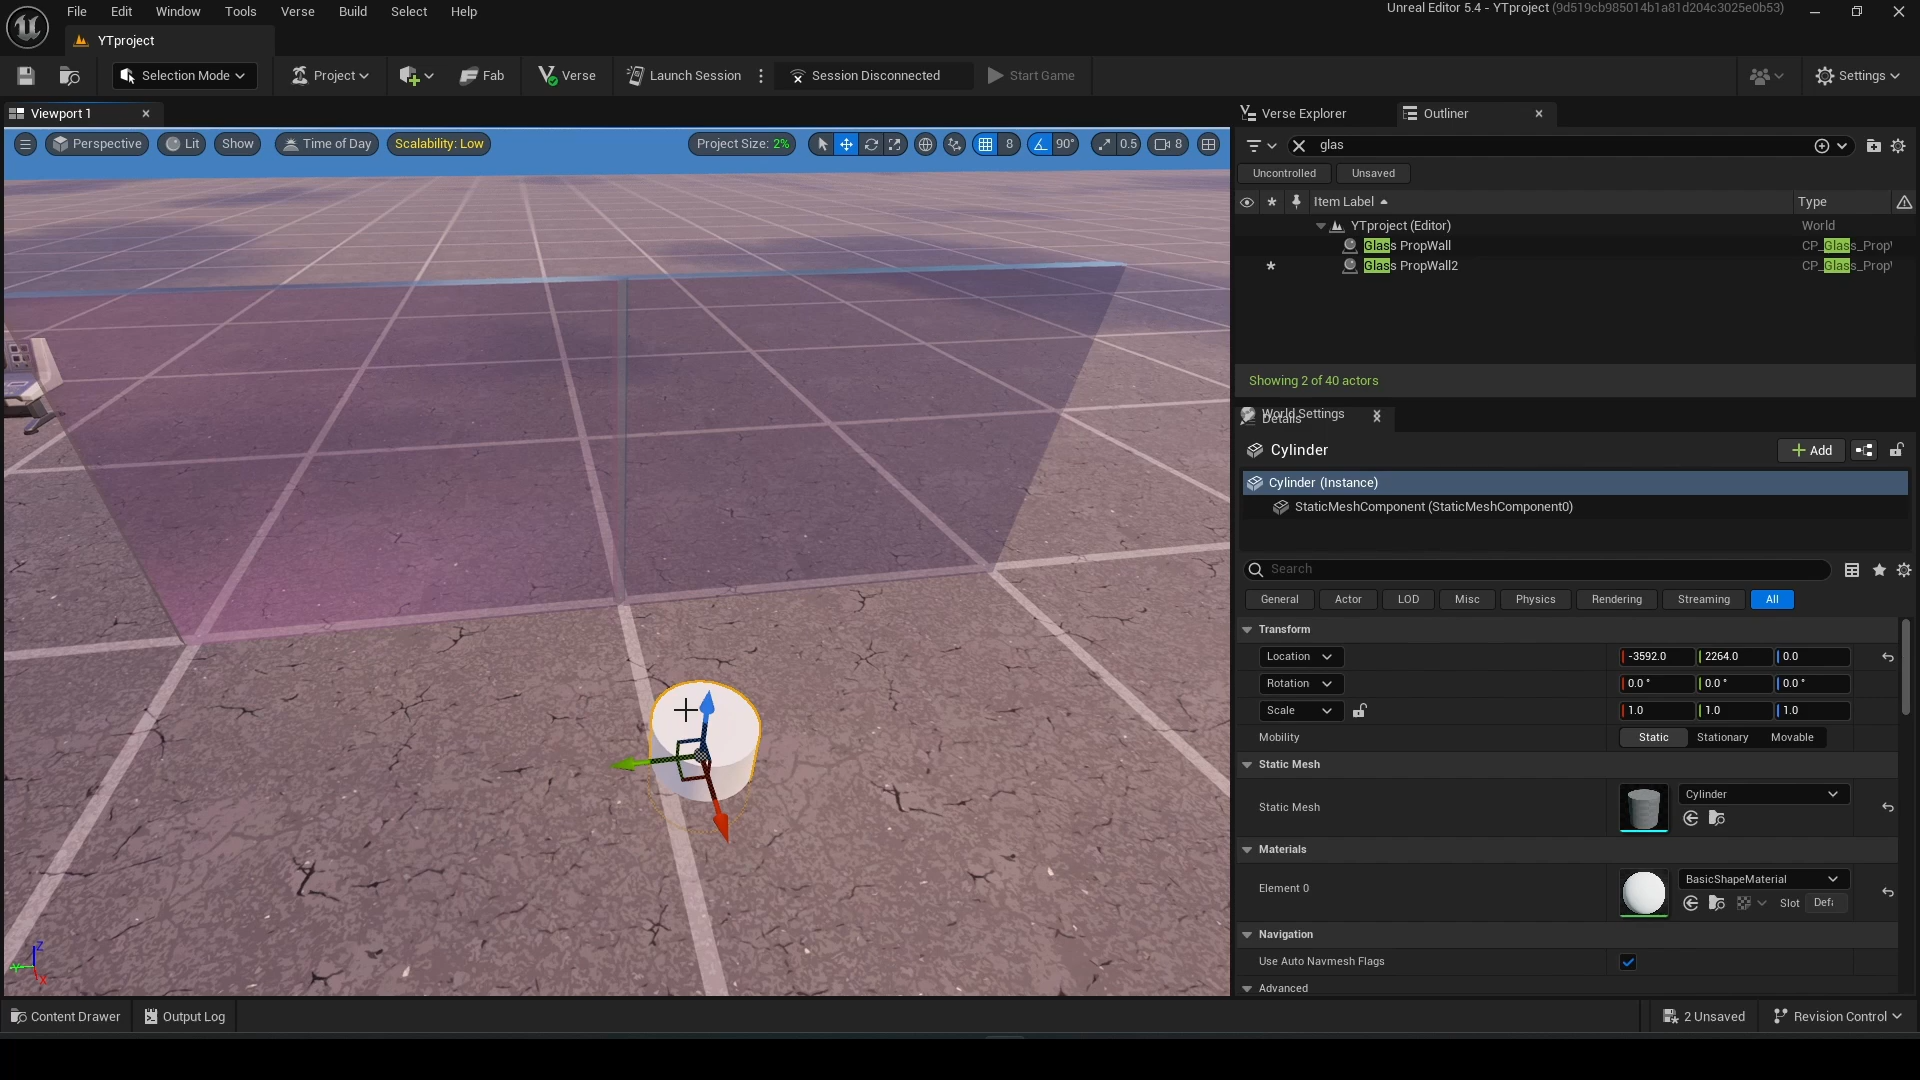 File Edit Window Tools Verse Build Select Help
Unreal Editor 5.4 - YTproject (9d519cb985014b1a81d204c3025e0b53)
YTproject
Selection Mode Project Fab Verse Launch Session Session Disconnected Start Game Settings
Viewport 1
Verse Explorer Outliner
Perspective Lit Show Time of Day Scalability: Low Project Size: 2% 8 90° 0.5 8
glas
Uncontrolled Unsaved
Item Label Type
YTproject (Editor) World
Glass PropWall CP_Glass_Prop
Glass PropWall2 CP_Glass_Prop
Showing 2 of 40 actors
World Settings
Details
Cylinder Add
Cylinder (Instance)
StaticMeshComponent (StaticMeshComponent0)
Search
General Actor LOD Misc Physics Rendering Streaming All
Transform
Location -3592.0 2264.0 0.0
Rotation 0.0 ° 0.0 ° 0.0 °
Scale 1.0 1.0 1.0
Mobility Static Stationary Movable
Static Mesh
Static Mesh Cylinder
Materials
Element 0 BasicShapeMaterial
Slot Defa
Navigation
Use Auto Navmesh Flags
Advanced
Z
Y
X
Content Drawer Output Log 2 Unsaved Revision Control